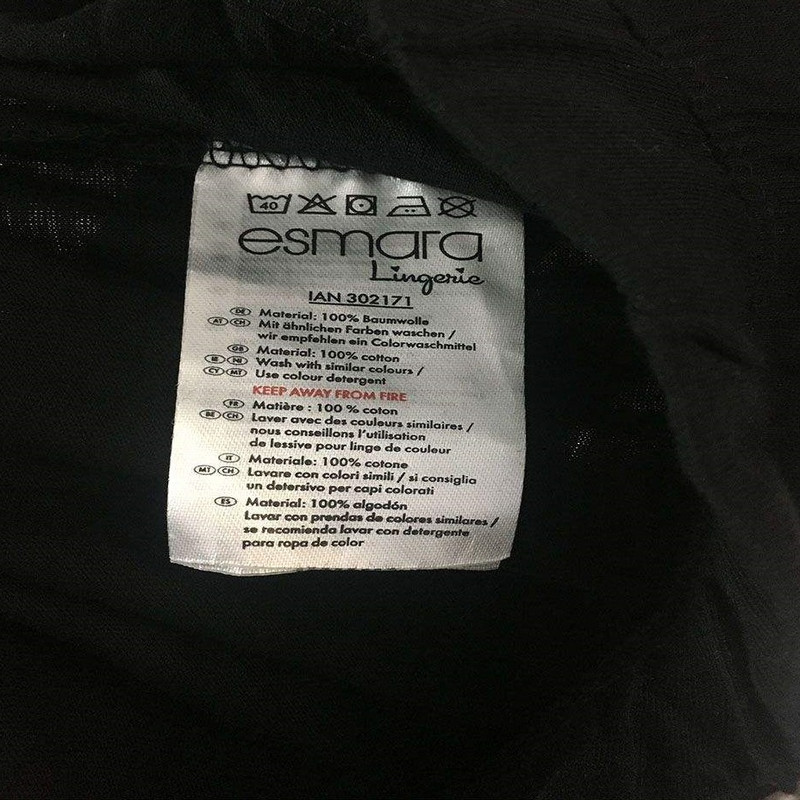 40
esmara
Lingerie
IAN 302171
DE Material: 100% Baumwolle
AT CH Mit ähnlichen Farben waschen /
wir empfehlen ein Colorwaschmittel
GB Material: 100% cotton
IE NI Wash with similar colours /
CY MT Use colour detergent
KEEP AWAY FROM FIRE
FR Matière : 100 % coton
BE CH Laver avec des couleurs similaires /
nous conseillons l'utilisation
de lessive pour linge de couleur
IT Materiale: 100% cotone
MT CH Lavare con colori simili / si consiglia
un detersivo per capi colorati
ES Material: 100% algodón
Lavar con prendas de colores similares /
se recomienda lavar con detergente
para ropa de color